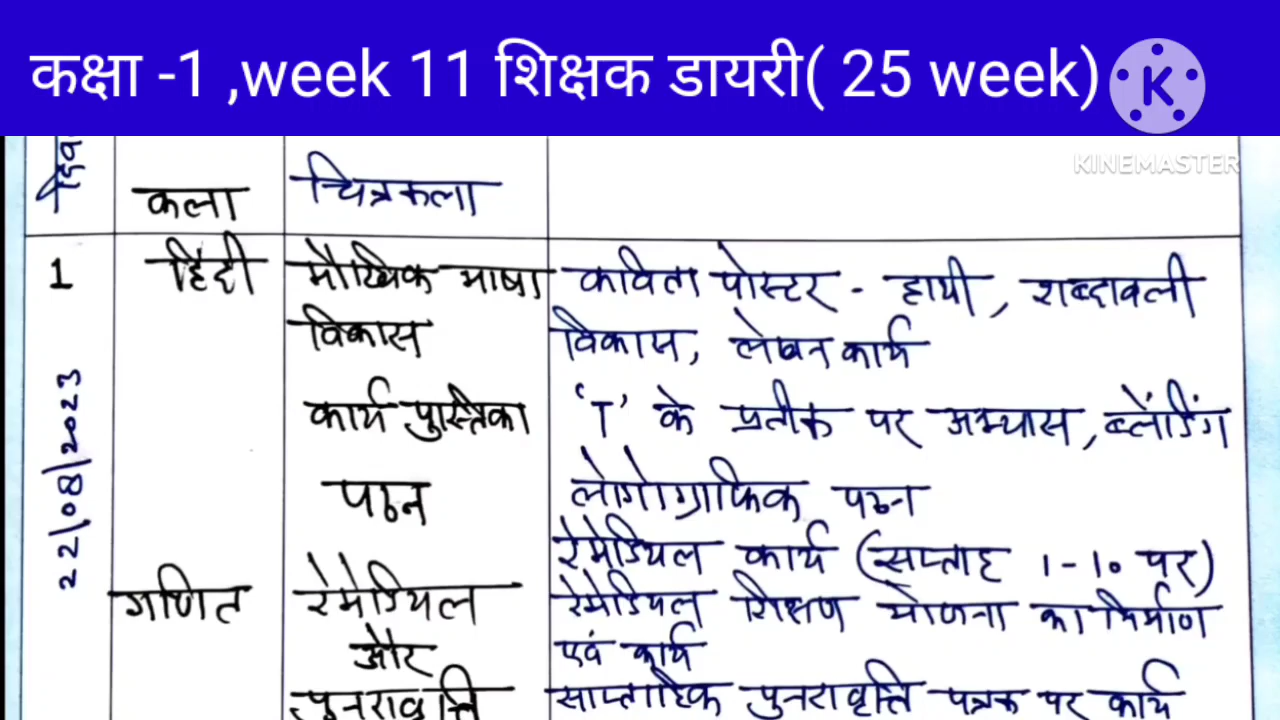 कक्षा -1 ,week 11 शिक्षक डायरी( 25 week)
K
KINEMASTER
कला चित्रकला
1 हिंदी मौखिक भाषा कविता पोस्टर - हाथी, शब्दावली
विकास विकास, लेखन कार्य
22/08/2023
कार्य पुस्तिका 'ा' के प्रतीक पर अभ्यास, ब्लेंडिंग
पठन लोगोग्राफिक पठन
रेमेडियल कार्य (सप्ताह 1-10 पर)
गणित रेमेडियल रेमेडियल शिक्षण योजना का निर्माण
और एवं कार्य
पुनरावृत्ति साप्ताहिक पुनरावृत्ति पत्रक पर कार्य